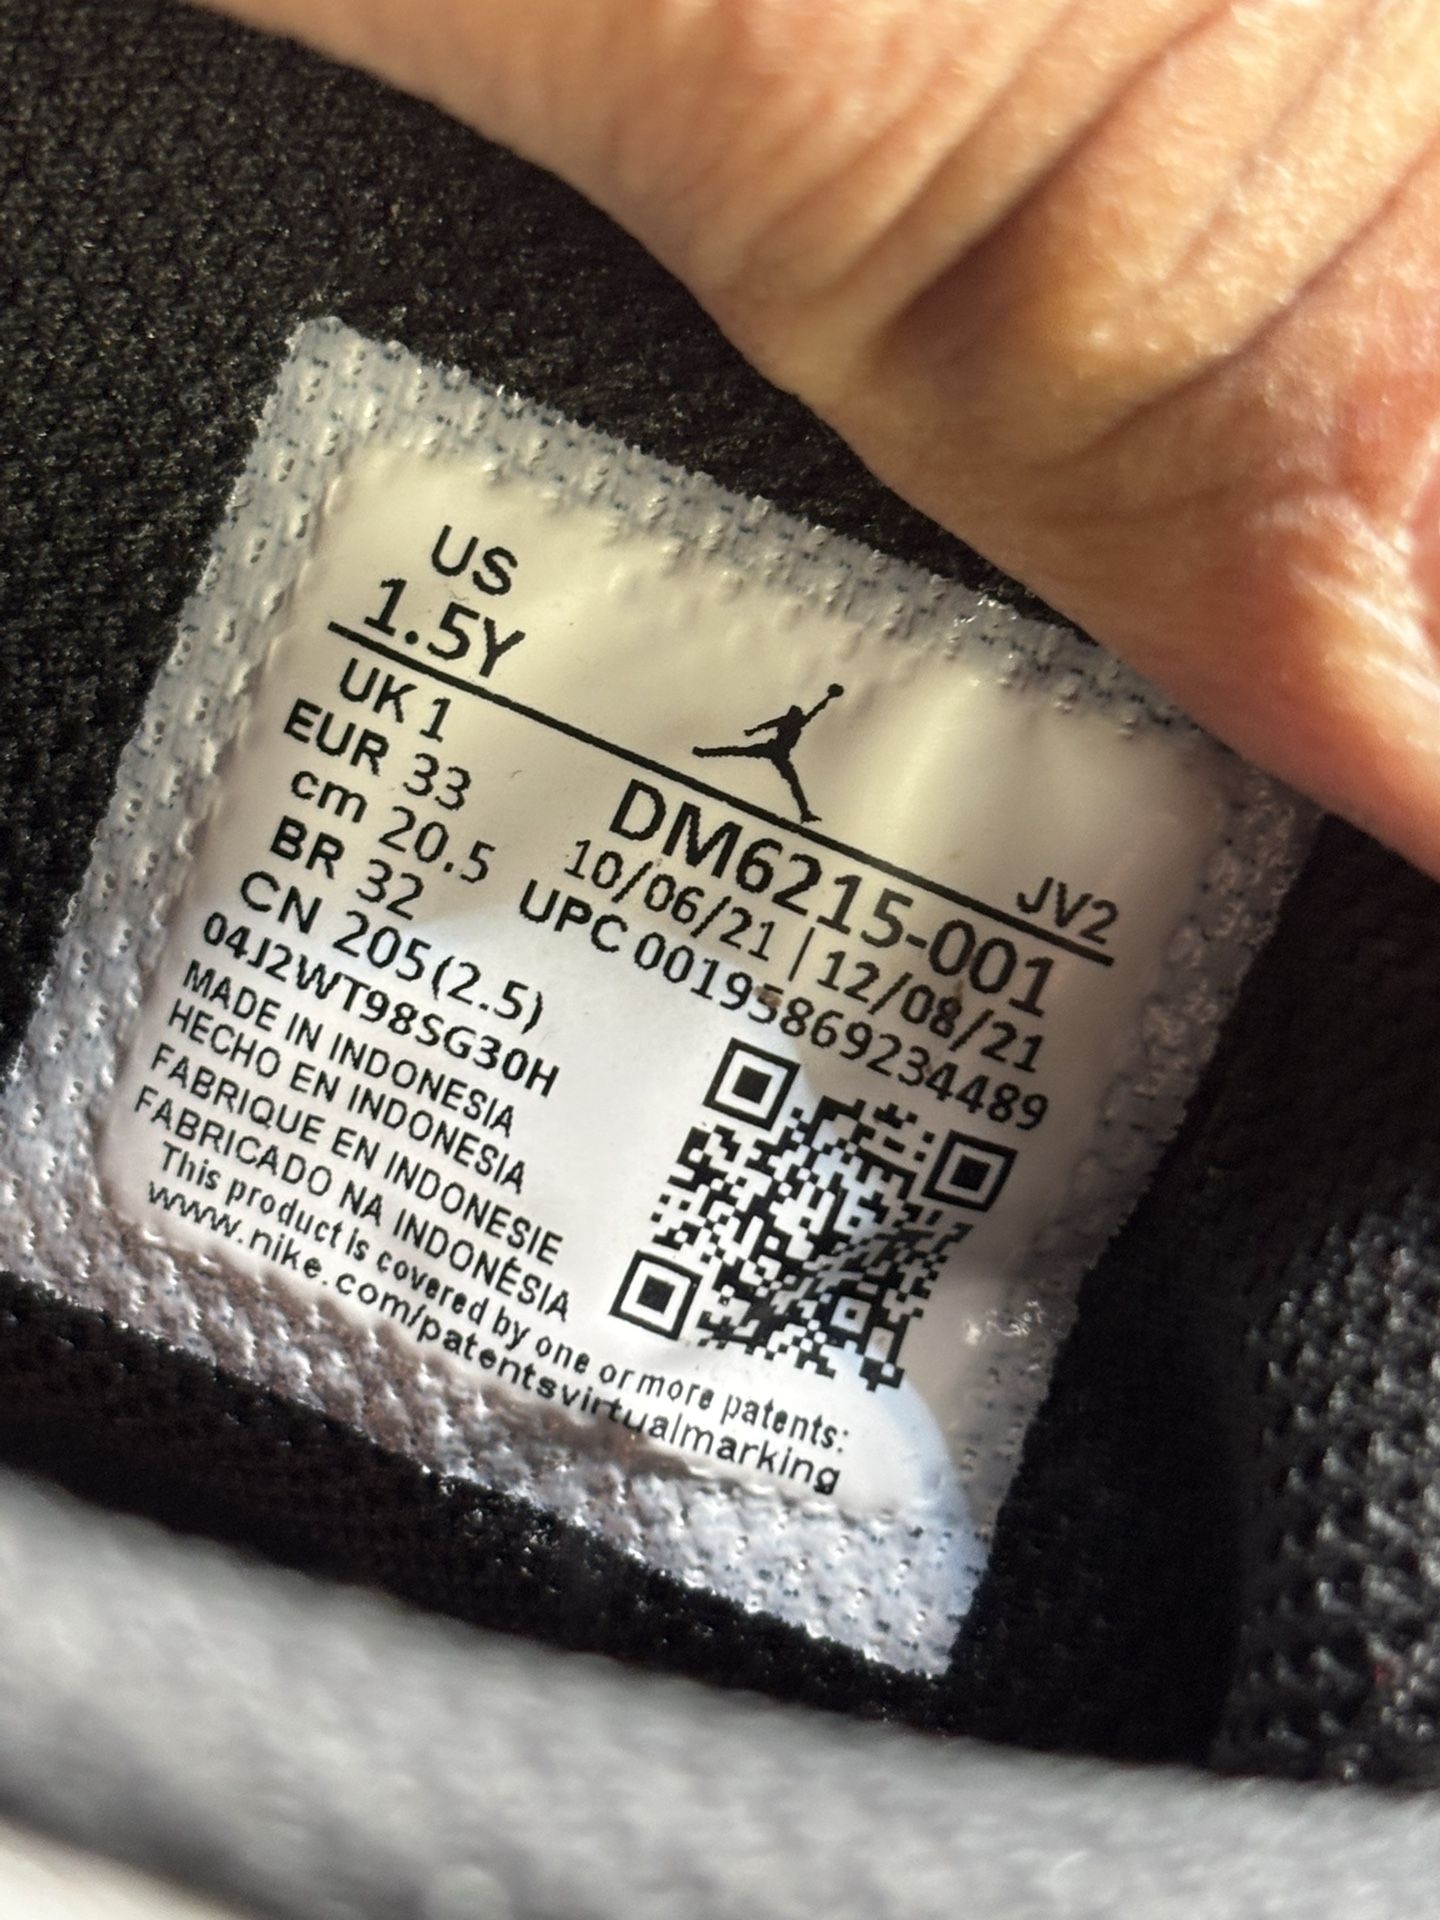 US
1.5Y
JV2
UK 1
EUR 33
cm 20.5
BR 32
CN 205(2.5)
DM6215-001
10/06/21 | 12/08/21
UPC 00195869234489
04J2WT98SG30H
MADE IN INDONESIA
HECHO EN INDONESIA
FABRIQUE EN INDONESIE
FABRICADO NA INDONÉSIA
This product is covered by one or more patents:
www.nike.com/patentsvirtualmarking